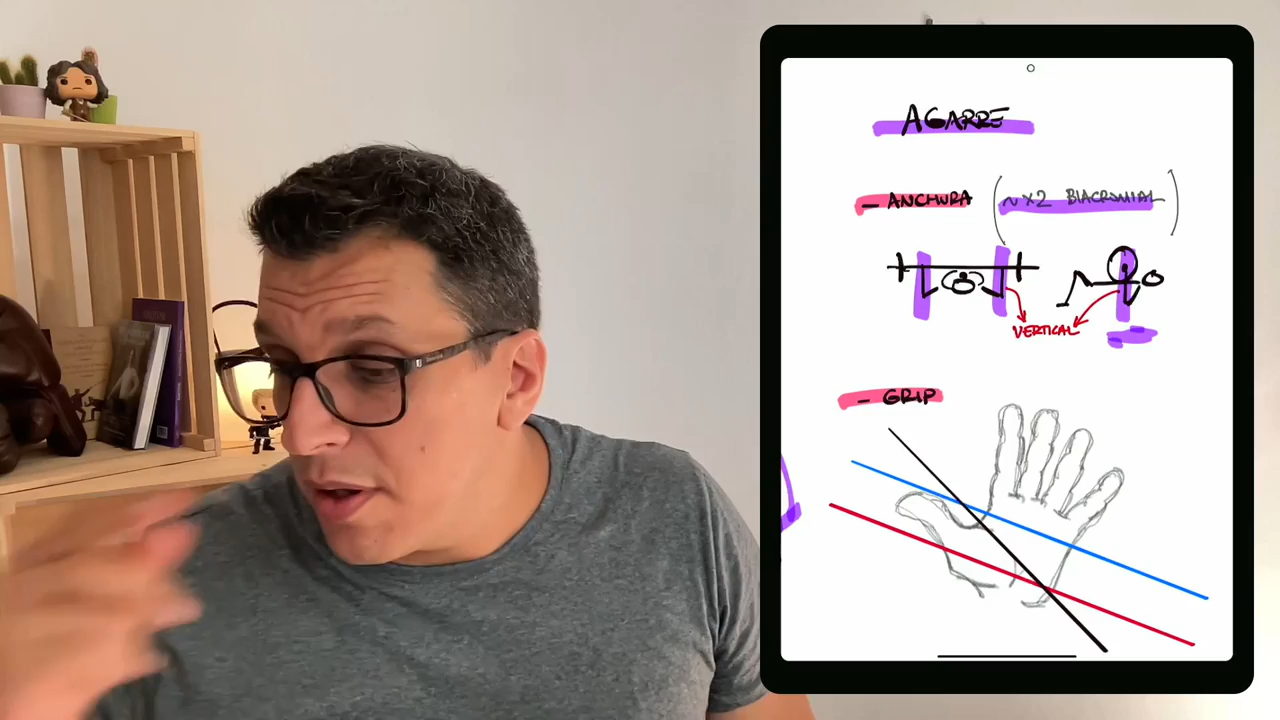 AGARRE
- ANCHURA (~ x2 BIACROMIAL)
VERTICAL
- GRIP